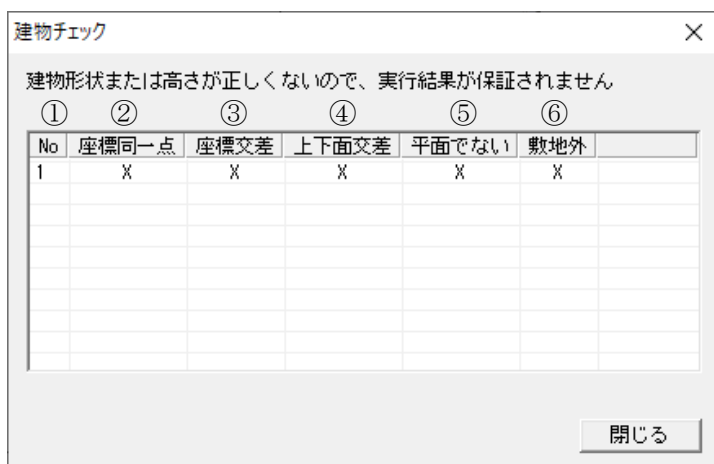 建物チェック
建物形状または高さが正しくないので、実行結果が保証されません
① ② ③ ④ ⑤ ⑥
No 座標同一点 座標交差 上下面交差 平面でない 敷地外
1 X X X X X
閉じる